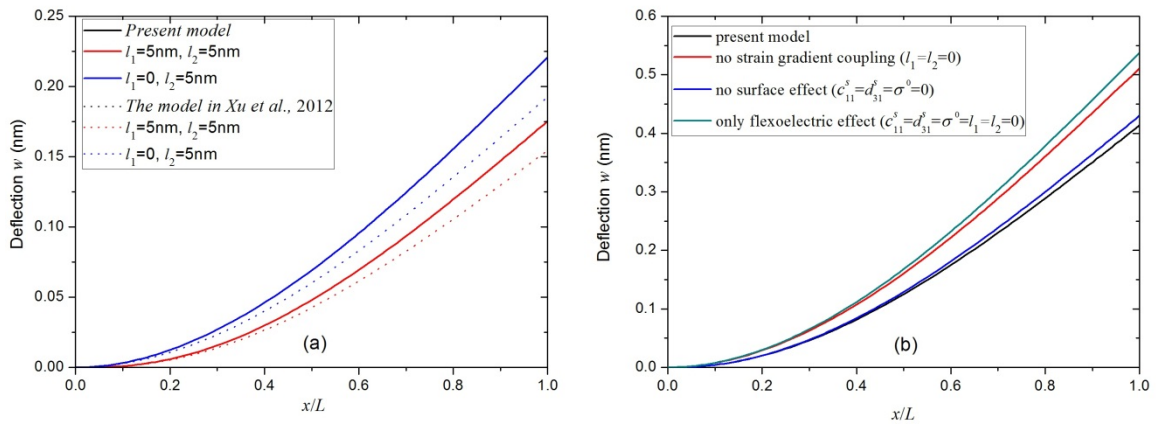 (a)
Present model
l₁=5nm, l₂=5nm
l₁=0, l₂=5nm
The model in Xu et al., 2012
l₁=5nm, l₂=5nm
l₁=0, l₂=5nm
(a)
Deflection w (nm)
0.25
0.20
0.15
0.10
0.05
0.00
0.0 0.2 0.4 0.6 0.8 1.0
x/L
(b)
present model
no strain gradient coupling (l₁=l₂=0)
no surface effect (c₁₁ˢ=d₃₁ˢ=σ⁰=0)
only flexoelectric effect (c₁₁ˢ=d₃₁ˢ=σ⁰=l₁=l₂=0)
(b)
Deflection w (nm)
0.6
0.5
0.4
0.3
0.2
0.1
0.0
0.0 0.2 0.4 0.6 0.8 1.0
x/L